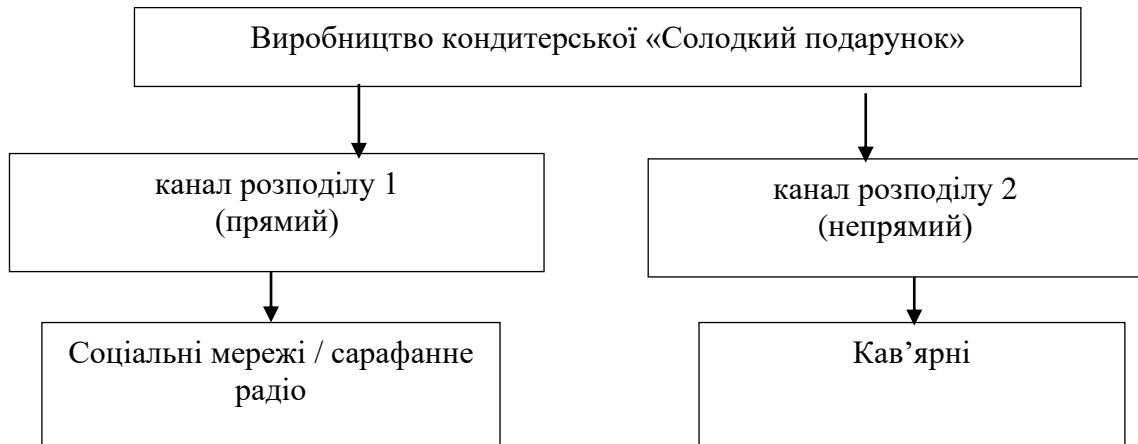 Виробництво кондитерської «Солодкий подарунок»
канал розподілу 1
(прямий)
канал розподілу 2
(непрямий)
Соціальні мережі / сарафанне
радіо
Кав’ярні